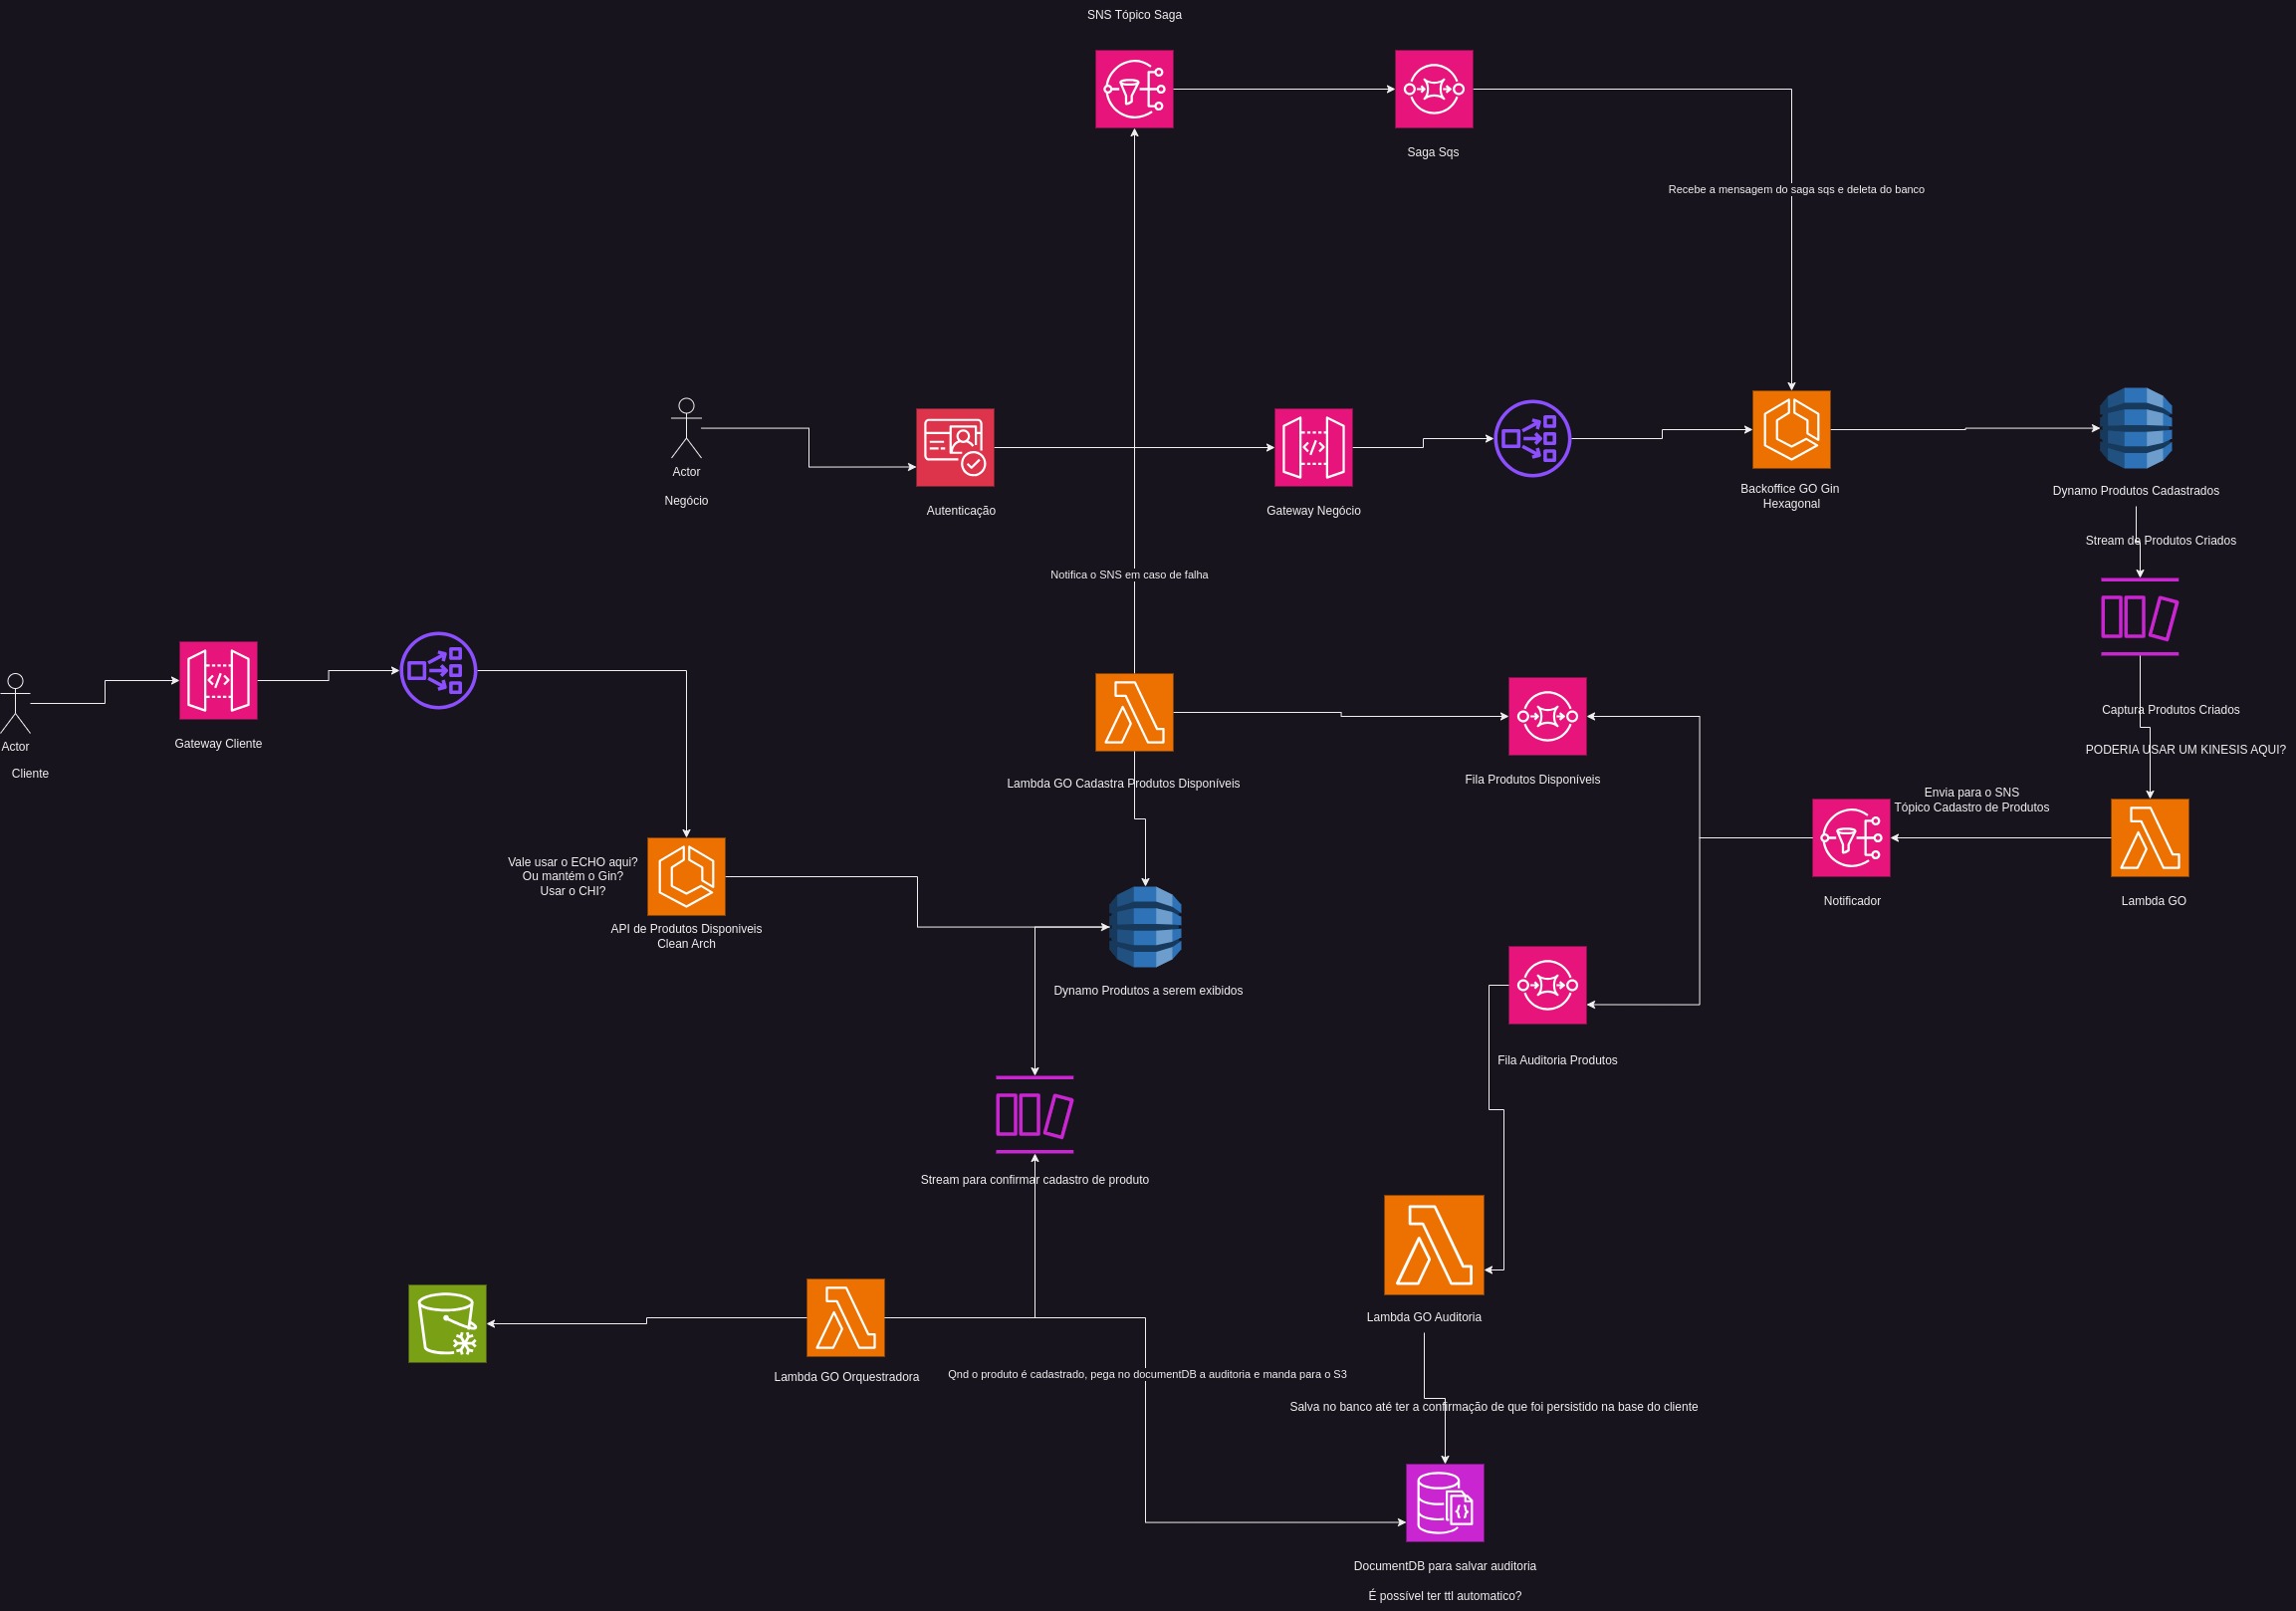 SNS Tópico Saga
Saga Sqs
Recebe a mensagem do saga sqs e deleta do banco
Actor
Negócio
Autenticação
Gateway Negócio
Backoffice GO Gin
Hexagonal
Dynamo Produtos Cadastrados
Stream de Produtos Criados
Notifica o SNS em caso de falha
Actor
Cliente
Gateway Cliente
Lambda GO Cadastra Produtos Disponíveis
Fila Produtos Disponíveis
Captura Produtos Criados
PODERIA USAR UM KINESIS AQUI?
Envia para o SNS
Tópico Cadastro de Produtos
Notificador
Lambda GO
Vale usar o ECHO aqui?
Ou mantém o Gin?
Usar o CHI?
API de Produtos Disponiveis
Clean Arch
Dynamo Produtos a serem exibidos
Fila Auditoria Produtos
Stream para confirmar cadastro de produto
Lambda GO Auditoria
Lambda GO Orquestradora
Qnd o produto é cadastrado, pega no documentDB a auditoria e manda para o S3
Salva no banco até ter a confirmação de que foi persistido na base do cliente
DocumentDB para salvar auditoria
É possível ter ttl automatico?